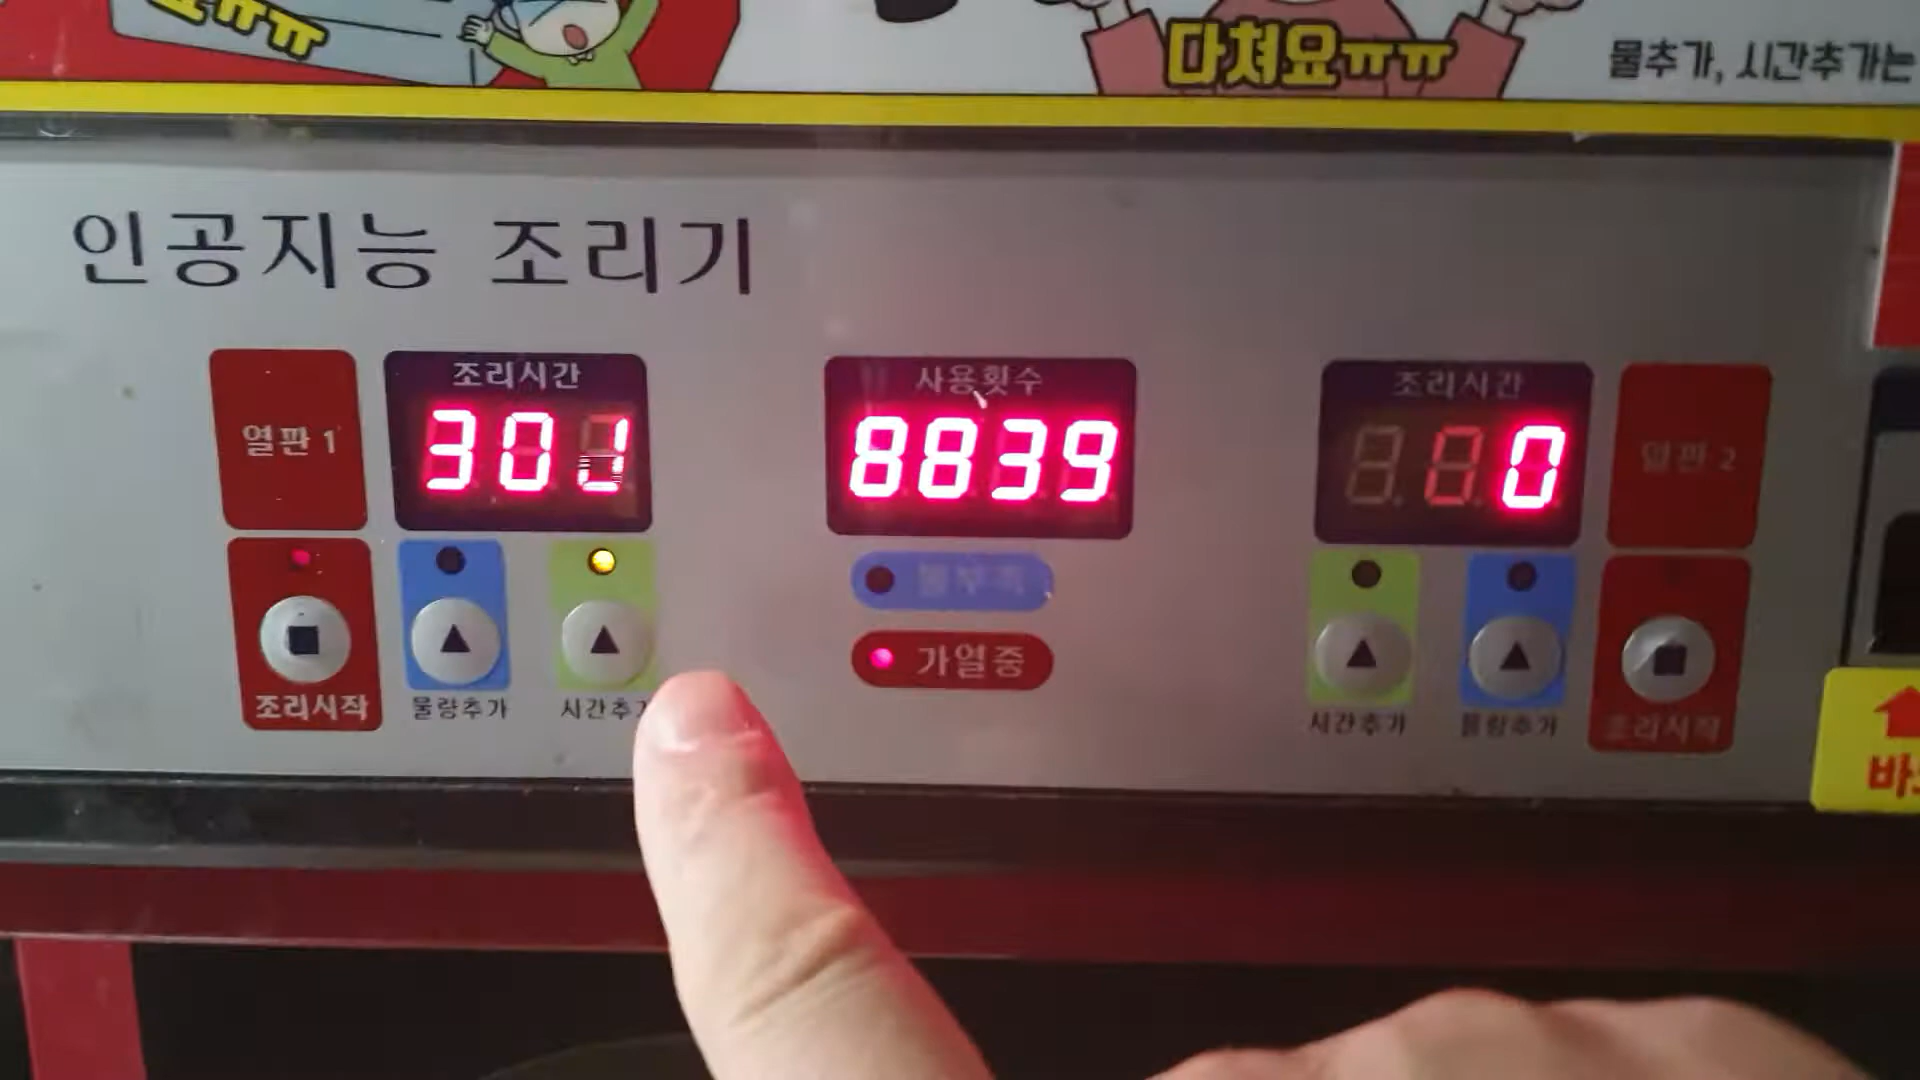 다쳐요ㅠㅠ
물추가, 시간추가는
인공지능 조리기
열판 1
조리시간
30
사용횟수
8839
조리시간
0
열판 2
가열중
조리시작
물량추가
시간추가
시간추가
물량추가
조리시작